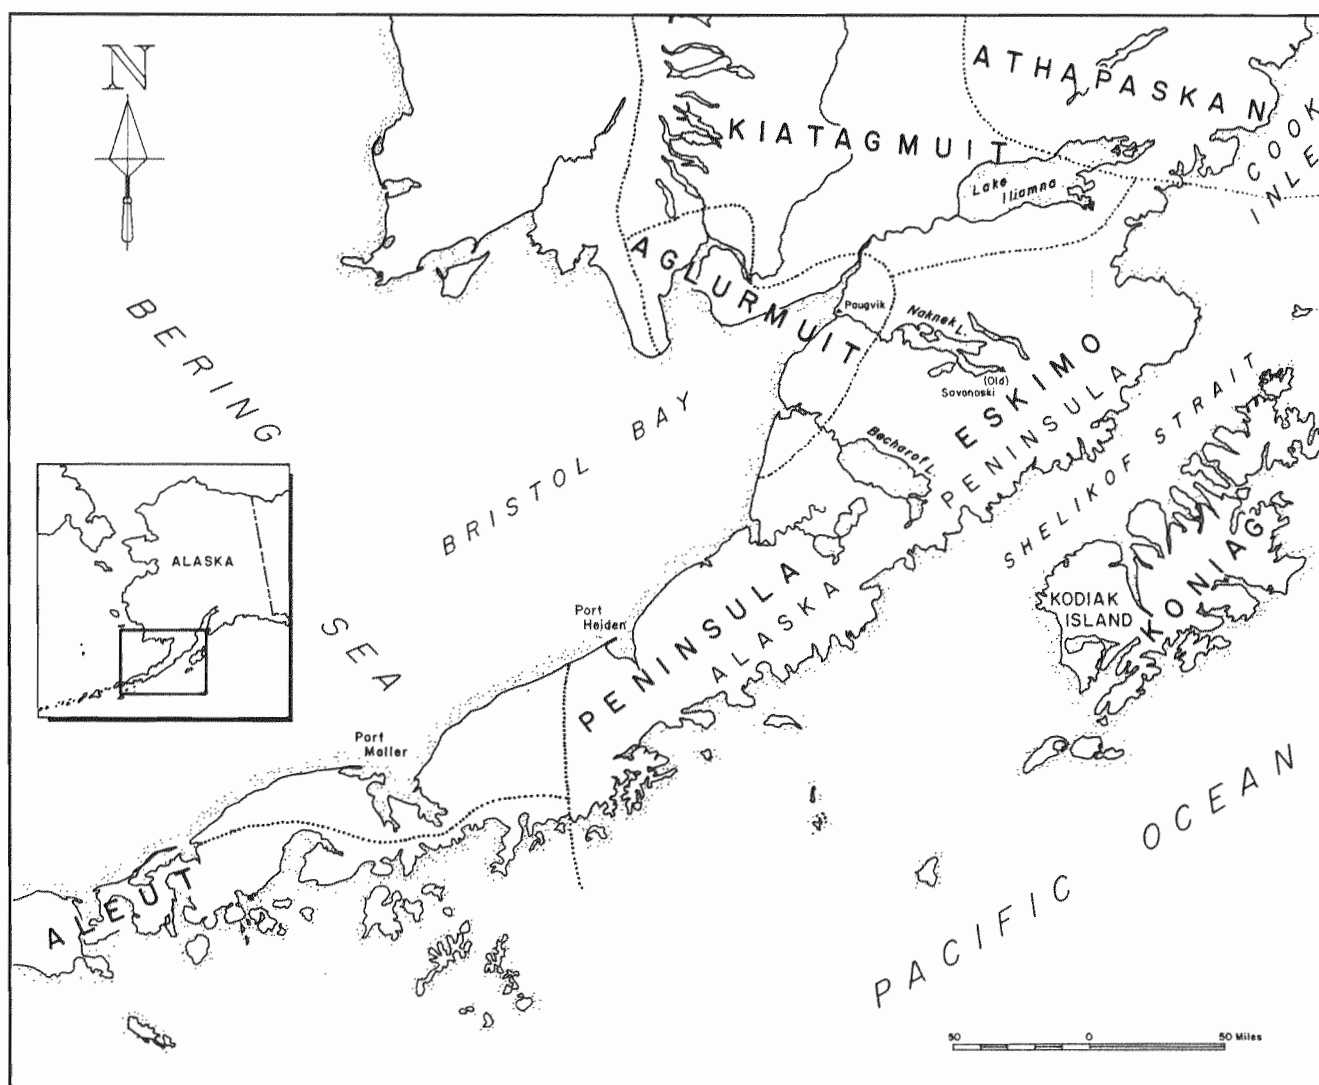 N
ATHAPASKAN
KIATAGMUIT
COOK
INLE
Lake
Iliamna
AGLURMUIT
BERING
SEA
Paugvik
Naknek L.
(Old)
Savonoski
ESKIMO
PENINSULA
BRISTOL BAY
Becharof L.
SHELIKOF STRAIT
ALASKA
KONIAG
KODIAK
ISLAND
PENINSULA
ALASKA
Port
Heiden
Port
Moller
ALEUT
PACIFIC OCEAN
50 0 50 Miles